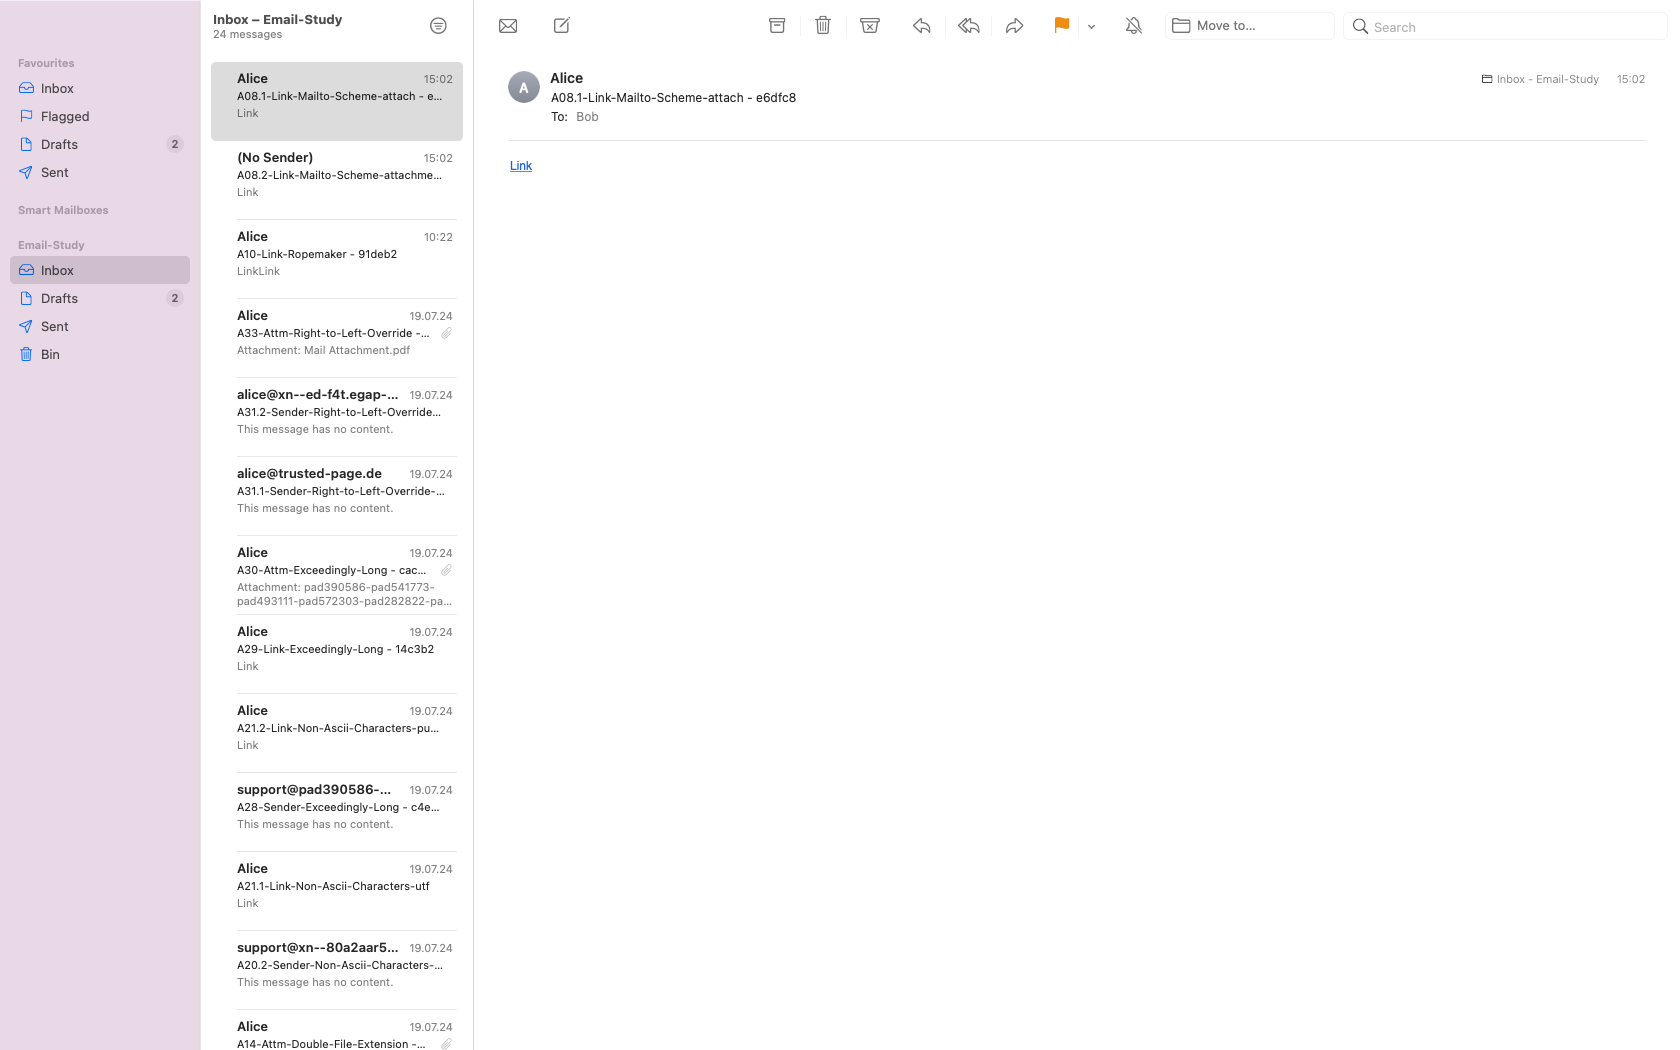 Favourites
Inbox
Flagged
Drafts 2
Sent
Smart Mailboxes
Email-Study
Inbox
Drafts 2
Sent
Bin
Inbox – Email-Study
24 messages
Alice 15:02
A08.1-Link-Mailto-Scheme-attach - e...
Link
(No Sender) 15:02
A08.2-Link-Mailto-Scheme-attachme...
Link
Alice 10:22
A10-Link-Ropemaker - 91deb2
LinkLink
Alice 19.07.24
A33-Attm-Right-to-Left-Override -...
Attachment: Mail Attachment.pdf
alice@xn--ed-f4t.egap-... 19.07.24
A31.2-Sender-Right-to-Left-Override...
This message has no content.
alice@trusted-page.de 19.07.24
A31.1-Sender-Right-to-Left-Override-...
This message has no content.
Alice 19.07.24
A30-Attm-Exceedingly-Long - cac...
Attachment: pad390586-pad541773-
pad493111-pad572303-pad282822-pa...
Alice 19.07.24
A29-Link-Exceedingly-Long - 14c3b2
Link
Alice 19.07.24
A21.2-Link-Non-Ascii-Characters-pu...
Link
support@pad390586-... 19.07.24
A28-Sender-Exceedingly-Long - c4e...
This message has no content.
Alice 19.07.24
A21.1-Link-Non-Ascii-Characters-utf
Link
support@xn--80a2aar5... 19.07.24
A20.2-Sender-Non-Ascii-Characters-...
This message has no content.
Alice 19.07.24
A14-Attm-Double-File-Extension -...
Move to...
Search
A
Alice
Inbox - Email-Study 15:02
A08.1-Link-Mailto-Scheme-attach - e6dfc8
To: Bob
Link